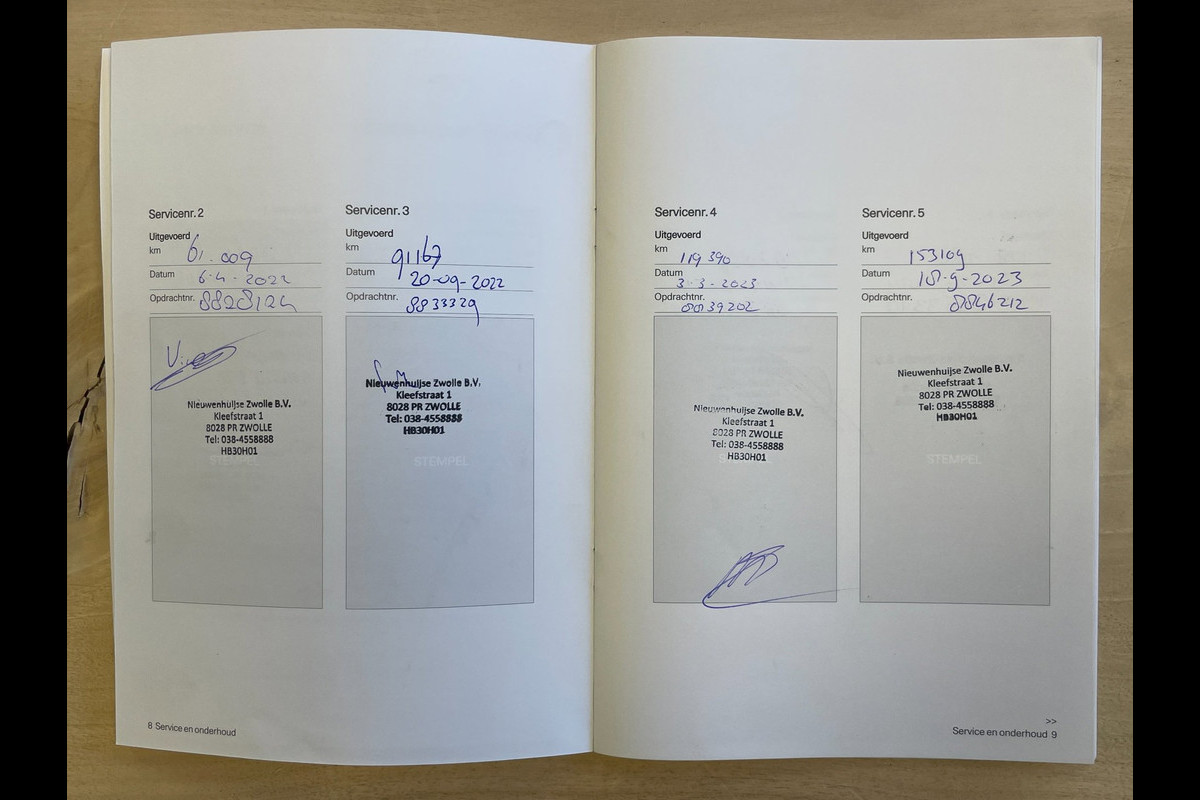 Servicenr. 2
Uitgevoerd
km 61.009
Datum 6-4-2022
Opdrachtnr. 8828124
Nieuwenhuijse Zwolle B.V.
Kleefstraat 1
8028 PR ZWOLLE
Tel: 038-4558888
HB30H01
STEMPEL
Servicenr. 3
Uitgevoerd
km 91167
Datum 20-09-2022
Opdrachtnr. 8833329
Nieuwenhuijse Zwolle B.V.
Kleefstraat 1
8028 PR ZWOLLE
Tel: 038-4558888
HB30H01
STEMPEL
8 Service en onderhoud
Servicenr. 4
Uitgevoerd
km 119390
Datum 3-3-2023
Opdrachtnr. 8839202
Nieuwenhuijse Zwolle B.V.
Kleefstraat 1
8028 PR ZWOLLE
Tel: 038-4558888
HB30H01
Servicenr. 5
Uitgevoerd
km 153109
Datum 18-9-2023
Opdrachtnr. 8846212
Nieuwenhuijse Zwolle B.V.
Kleefstraat 1
8028 PR ZWOLLE
Tel: 038-4558888
HB30H01
STEMPEL
>>
Service en onderhoud 9